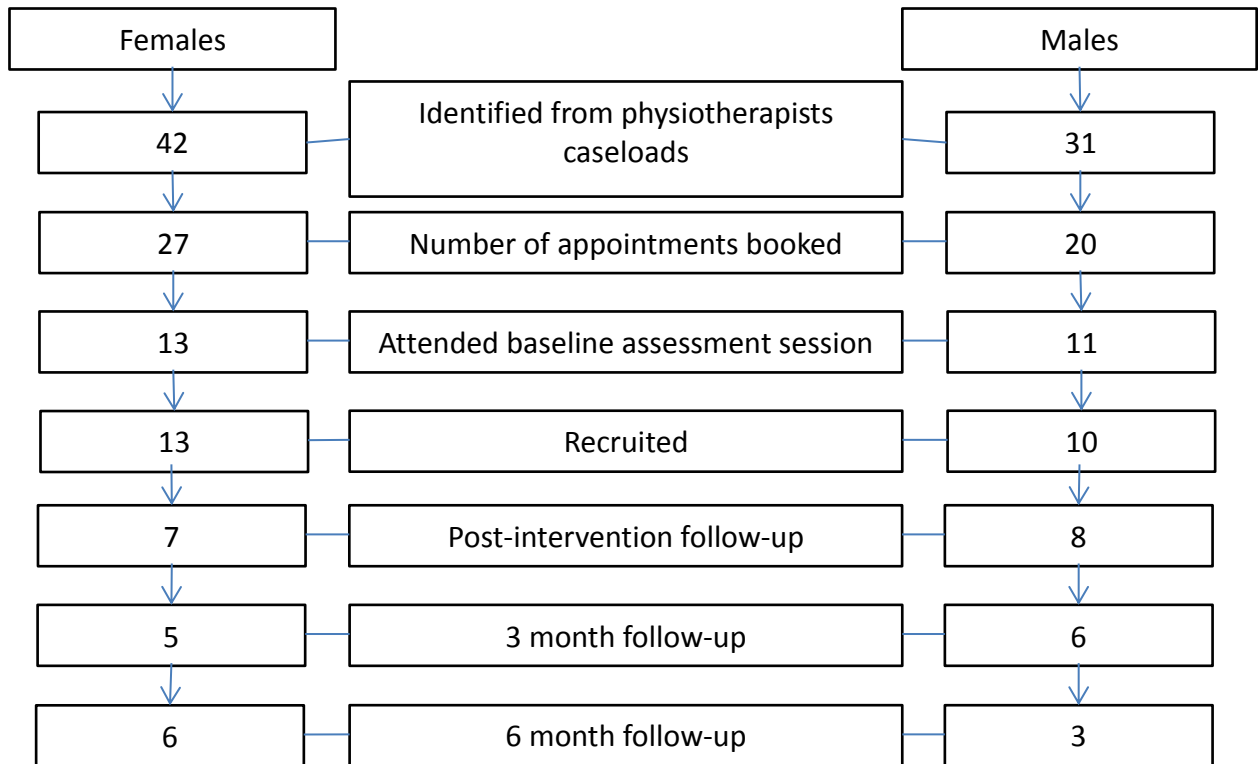 Females
Males
42
Identified from physiotherapists
caseloads
31
27
Number of appointments booked
20
13
Attended baseline assessment session
11
13
Recruited
10
7
Post-intervention follow-up
8
5
3 month follow-up
6
6
6 month follow-up
3